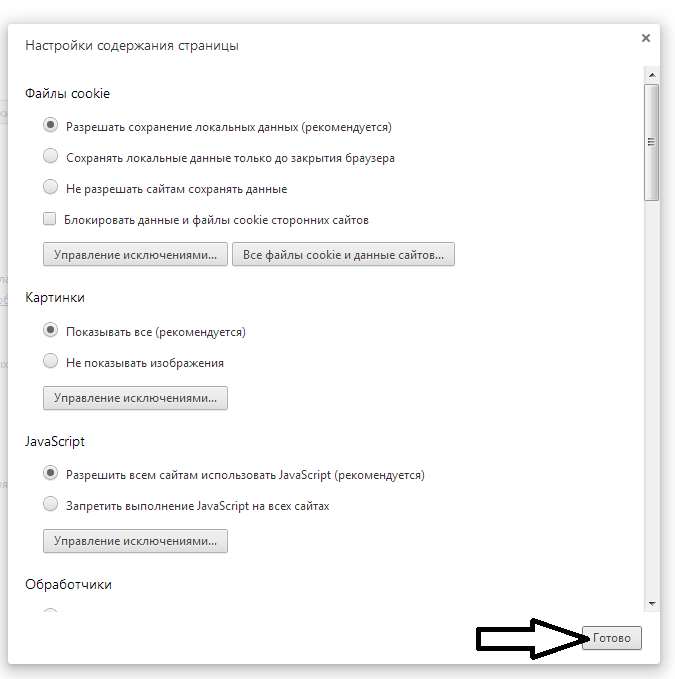 Настройки содержания страницы
Файлы cookie
Разрешать сохранение локальных данных (рекомендуется)
Сохранять локальные данные только до закрытия браузера
Не разрешать сайтам сохранять данные
Блокировать данные и файлы cookie сторонних сайтов
Управление исключениями... Все файлы cookie и данные сайтов...
Картинки
Показывать все (рекомендуется)
Не показывать изображения
Управление исключениями...
JavaScript
Разрешить всем сайтам использовать JavaScript (рекомендуется)
Запретить выполнение JavaScript на всех сайтах
Управление исключениями...
Обработчики
Готово